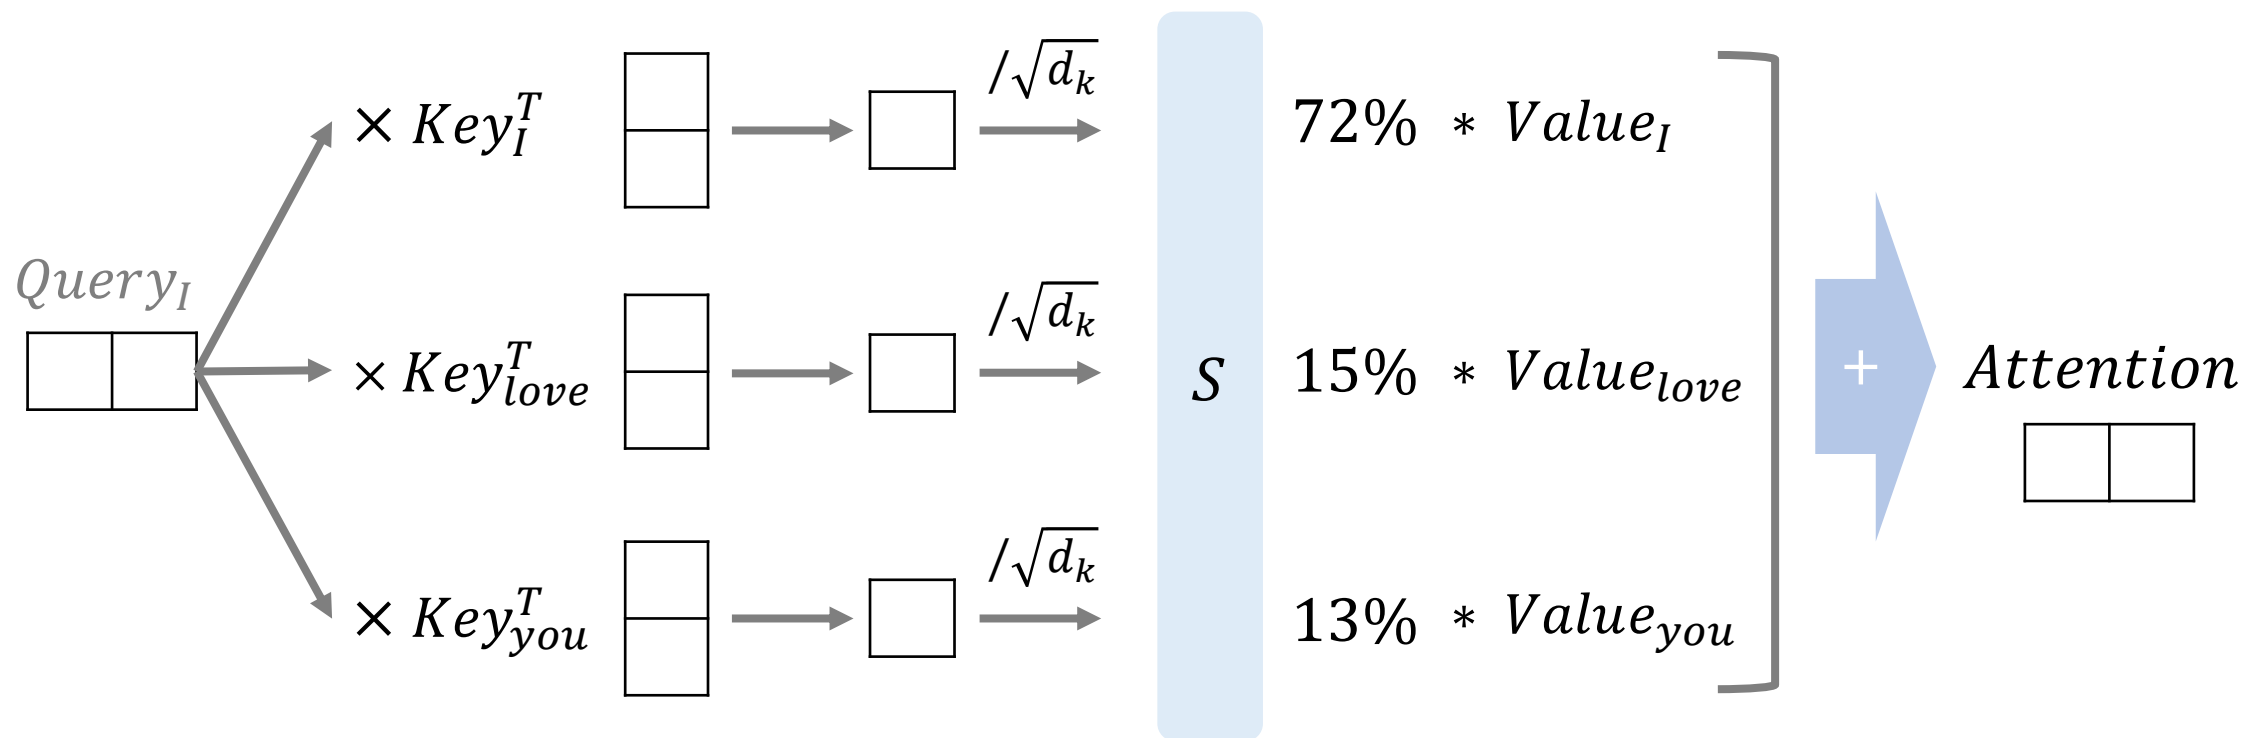 /√d_k
× Key_I^T
72% * Value_I
Query_I
/√d_k
× Key_love^T
S
15% * Value_love
+
Attention
/√d_k
× Key_you^T
13% * Value_you